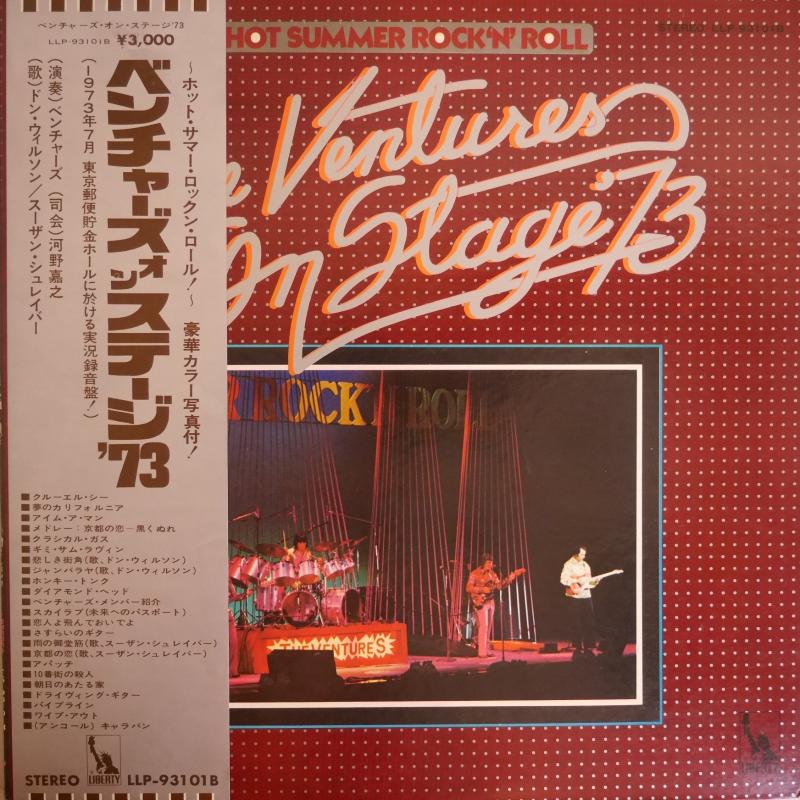 ベンチャーズ・オン・ステージ'73
LLP-93101B ¥3,000
〜ホット・サマー・ロックン・ロール!〜 豪華カラー写真付!
ベンチャーズオンステージ'73
(1973年7月 東京郵便貯金ホールに於ける実況録音盤!)
(演奏)ベンチャーズ (司会)河野嘉之
(歌)ドン・ウィルソン/スーザン・シュレイバー
■クルーエル・シー
■夢のカリフォルニア
■アイム・ア・マン
■メドレー:京都の恋−黒くぬれ
■クラシカル・ガス
■ギミ・サム・ラヴィン
■悲しき街角(歌、ドン・ウィルソン)
■ジャンバラヤ(歌、ドン・ウィルソン)
■ホンキー・トンク
■ダイアモンド・ヘッド
■ベンチャーズ・メンバー紹介
■スカイラブ(未来へのパスポート)
■恋人よ飛んでおいでよ
■さすらいのギター
■雨の御堂筋(歌、スーザン・シュレイバー)
■京都の恋(歌、スーザン・シュレイバー)
■アパッチ
■10番街の殺人
■朝日のあたる家
■ドライヴィング・ギター
■パイプライン
■ワイプ・アウト
■(アンコール)キャラバン
LIBERTY
STEREO LLP-93101B
HOT SUMMER ROCK'N'ROLL
STEREO LLP-93101B
e Ventures
On Stage '73
R ROCK N ROLL
THE VENTURES
LIBERTY